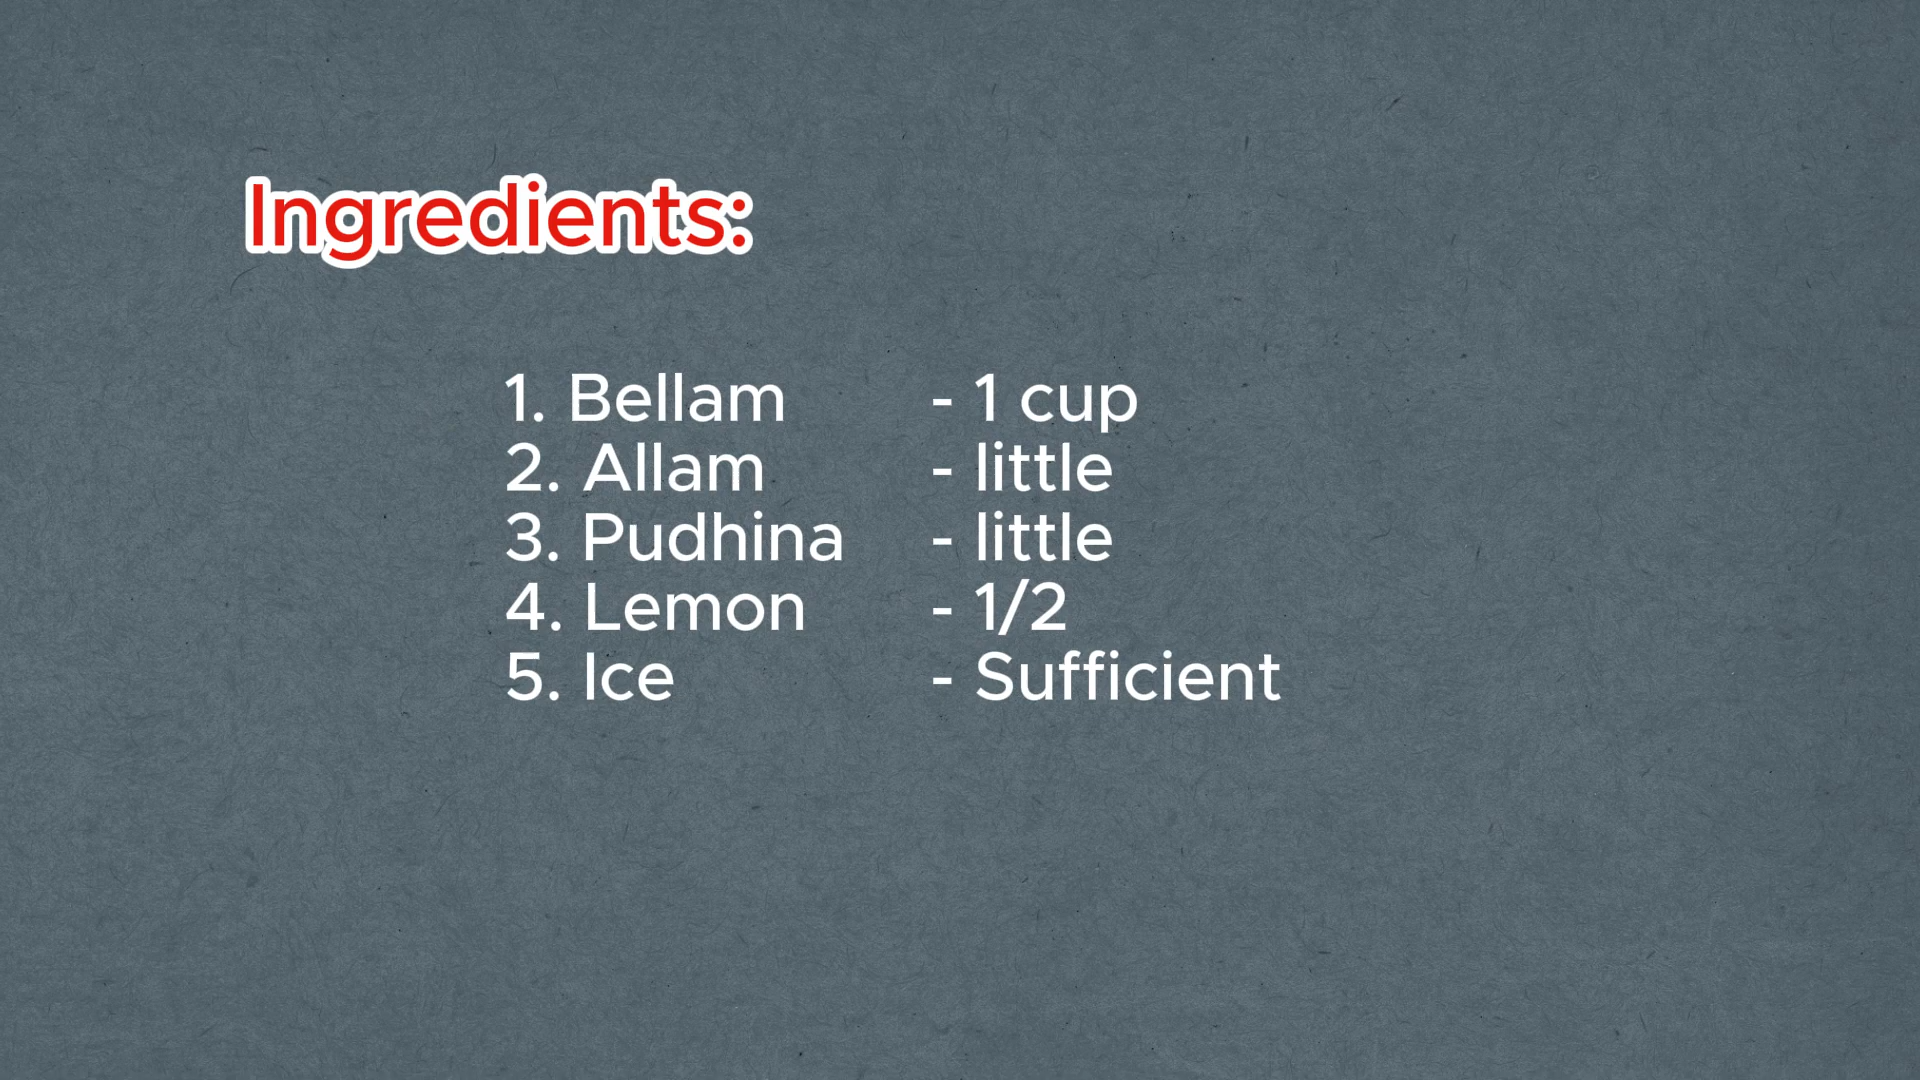 Ingredients:
1. Bellam - 1 cup
2. Allam - little
3. Pudhina - little
4. Lemon - 1/2
5. Ice - Sufficient